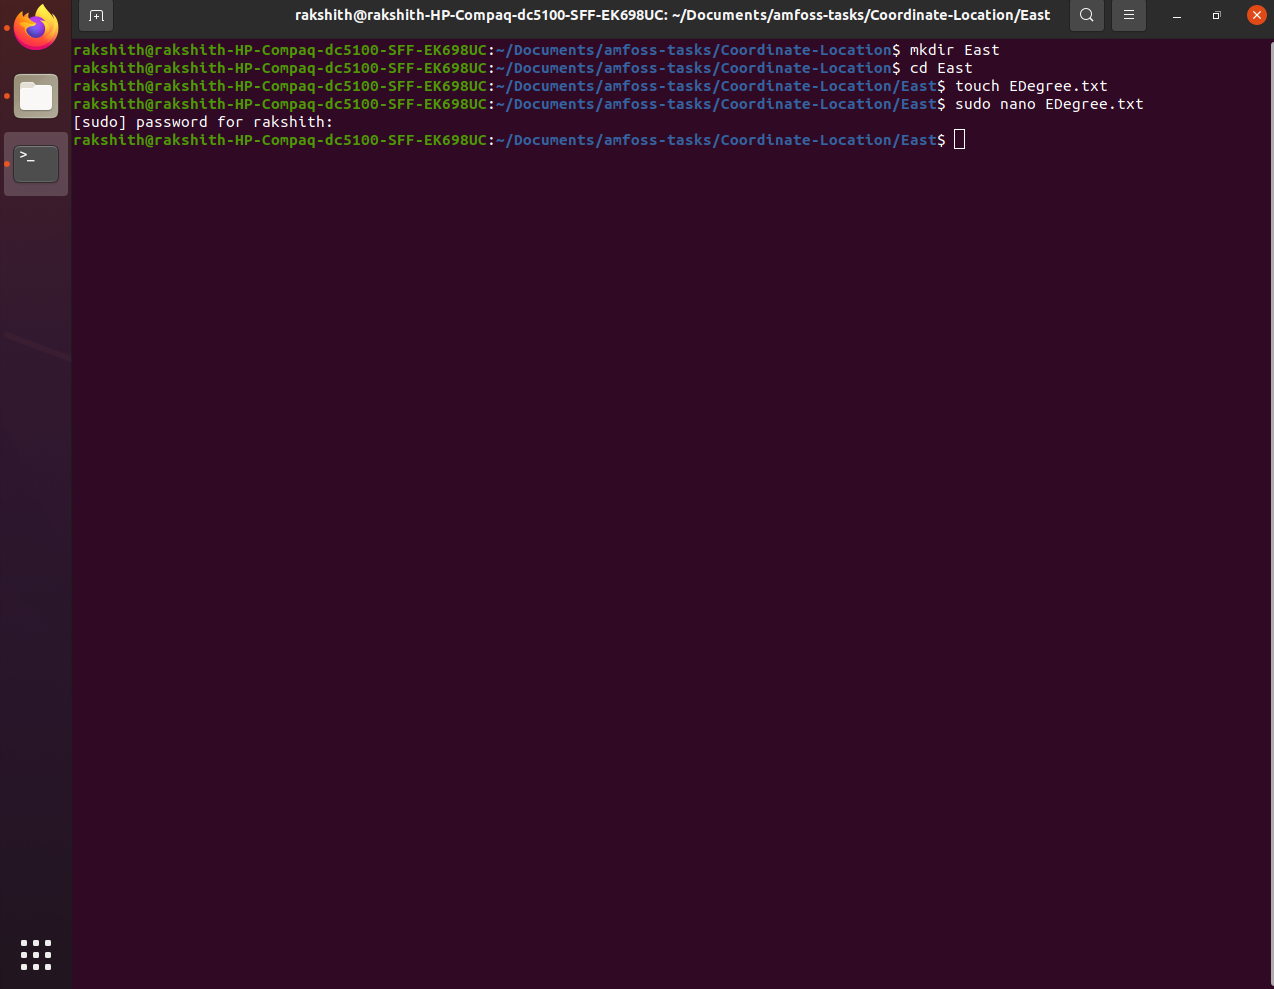 rakshith@rakshith-HP-Compaq-dc5100-SFF-EK698UC: ~/Documents/amfoss-tasks/Coordinate-Location/East
rakshith@rakshith-HP-Compaq-dc5100-SFF-EK698UC:~/Documents/amfoss-tasks/Coordinate-Location$ mkdir East
rakshith@rakshith-HP-Compaq-dc5100-SFF-EK698UC:~/Documents/amfoss-tasks/Coordinate-Location$ cd East
rakshith@rakshith-HP-Compaq-dc5100-SFF-EK698UC:~/Documents/amfoss-tasks/Coordinate-Location/East$ touch EDegree.txt
rakshith@rakshith-HP-Compaq-dc5100-SFF-EK698UC:~/Documents/amfoss-tasks/Coordinate-Location/East$ sudo nano EDegree.txt
[sudo] password for rakshith:
rakshith@rakshith-HP-Compaq-dc5100-SFF-EK698UC:~/Documents/amfoss-tasks/Coordinate-Location/East$